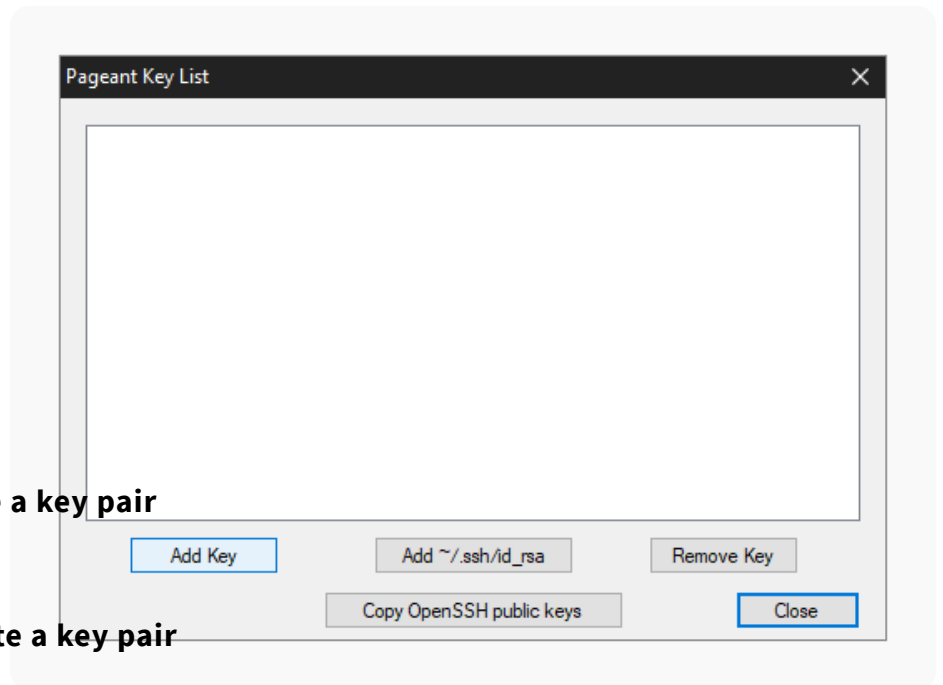 Pageant Key List
a key pair
Add Key Add ~/.ssh/id_rsa Remove Key
Copy OpenSSH public keys Close
te a key pair